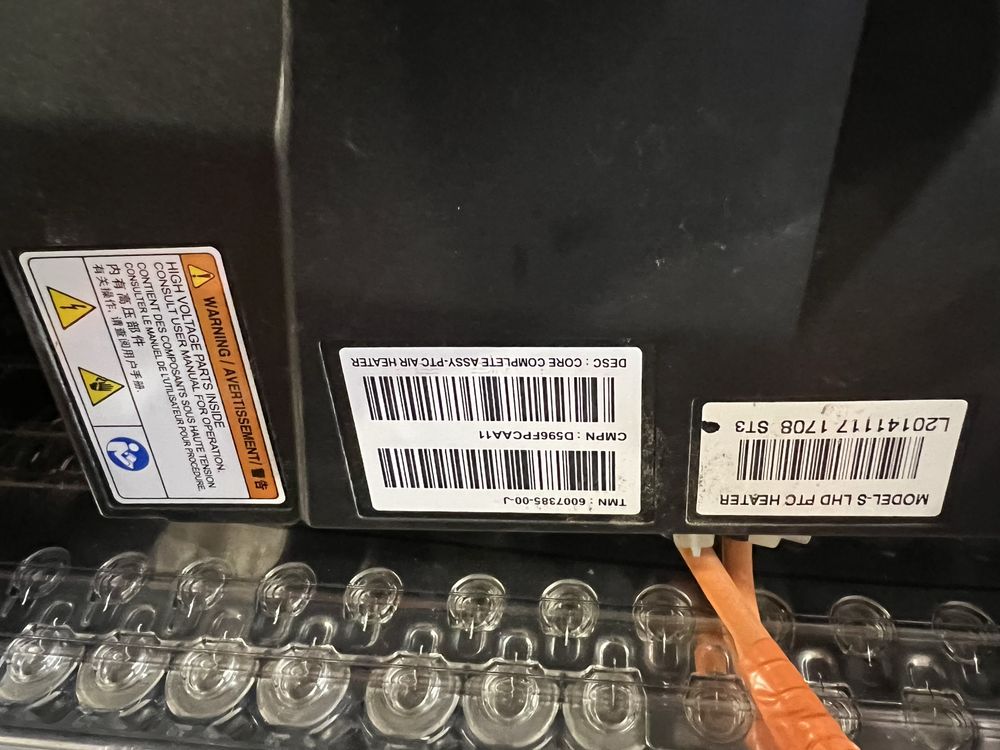 WARNING / AVERTISSEMENT/ 警告
HIGH VOLTAGE PARTS INSIDE
CONSULT USER MANUAL FOR OPERATION.
CONTIENT DES COMPOSANTS SOUS HAUTE TENSION
CONSULTER LE MANUEL DE L'UTILISATEUR POUR PROCEDURE.
内有高压部件
有关操作, 请查阅用户手册.
TMN : 6007385-00-J
CMPN : D596FPCAA11
DESC : CORE COMPLETE ASSY-PTC AIR HEATER
MODEL-S LHD PTC HEATER
L201411117 1708 ST3